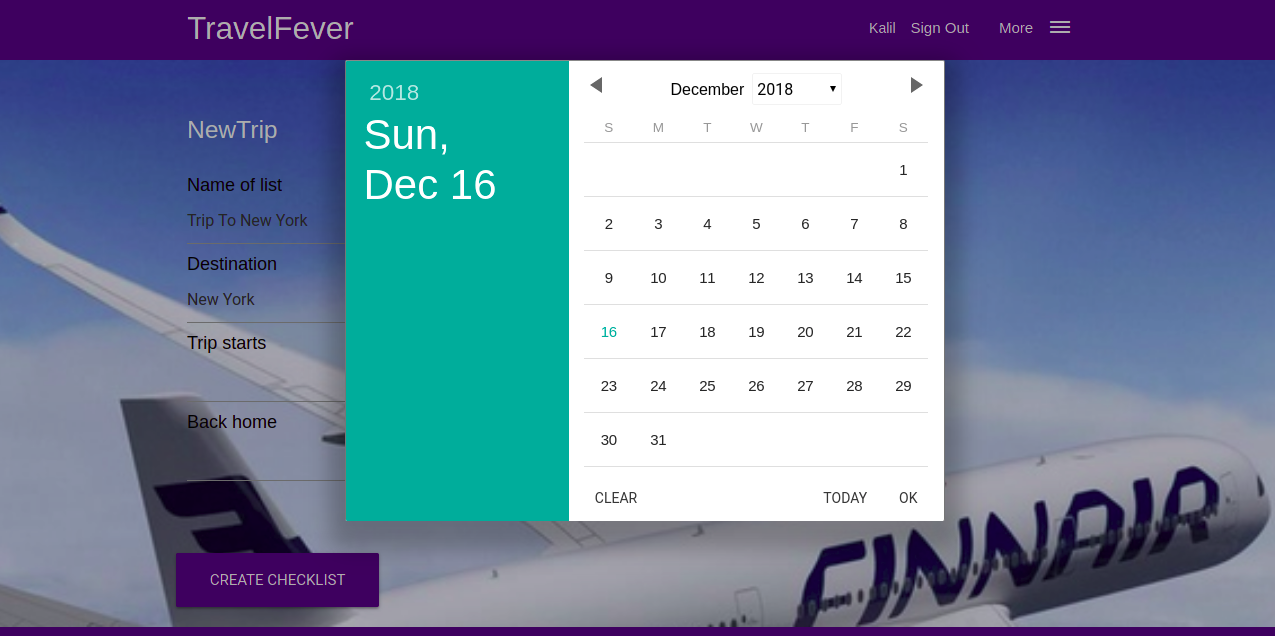 TravelFever
Kalil Sign Out More
NewTrip
Name of list
Trip To New York
Destination
New York
Trip starts
Back home
CREATE CHECKLIST
2018
Sun,
Dec 16
December 2018
S M T W T F S
1
2 3 4 5 6 7 8
9 10 11 12 13 14 15
16 17 18 19 20 21 22
23 24 25 26 27 28 29
30 31
CLEAR TODAY OK
FINNAIR